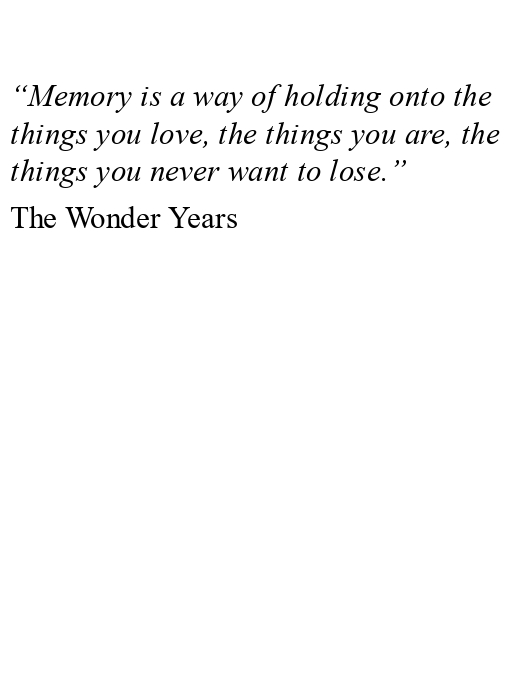 “Memory is a way of holding onto the
things you love, the things you are, the
things you never want to lose.”
The Wonder Years